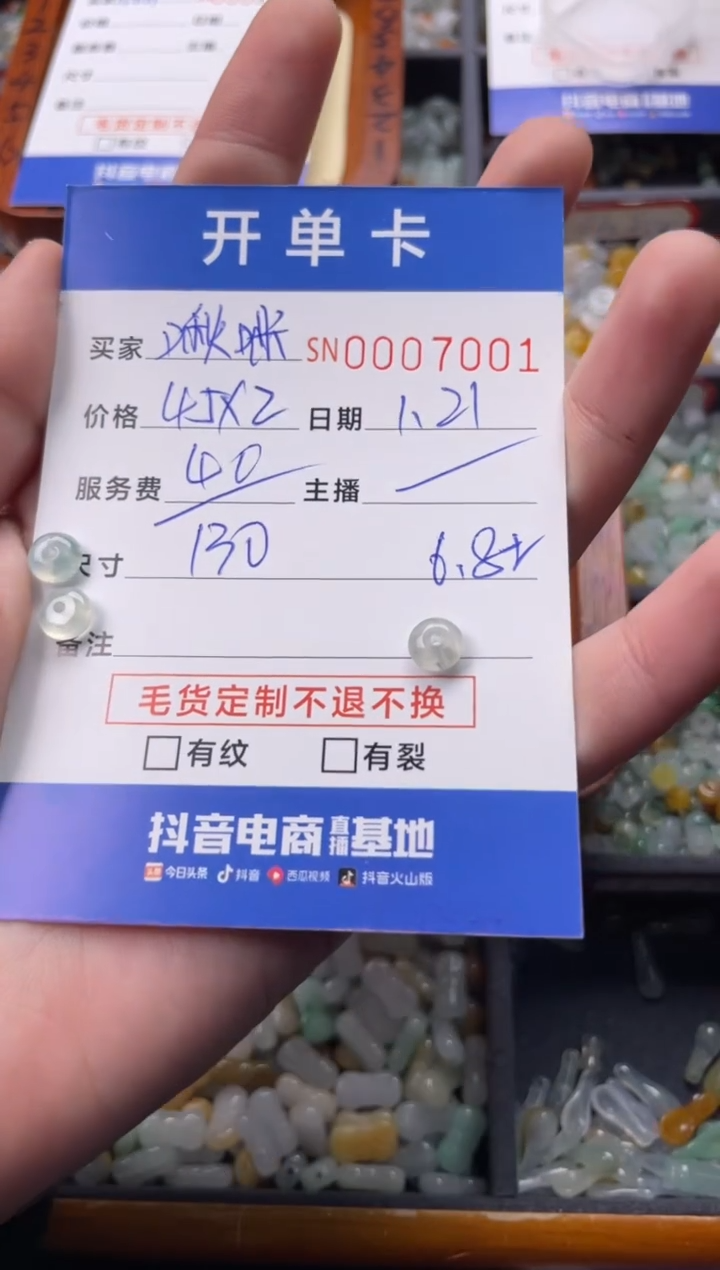 开单卡
买家 SN0007001
价格 45X2 日期 1.21
服务费 40 主播
尺寸 130 6.8
备注
毛货定制不退不换
有纹 有裂
抖音电商直播基地
今日头条 抖音 西瓜视频 抖音火山版